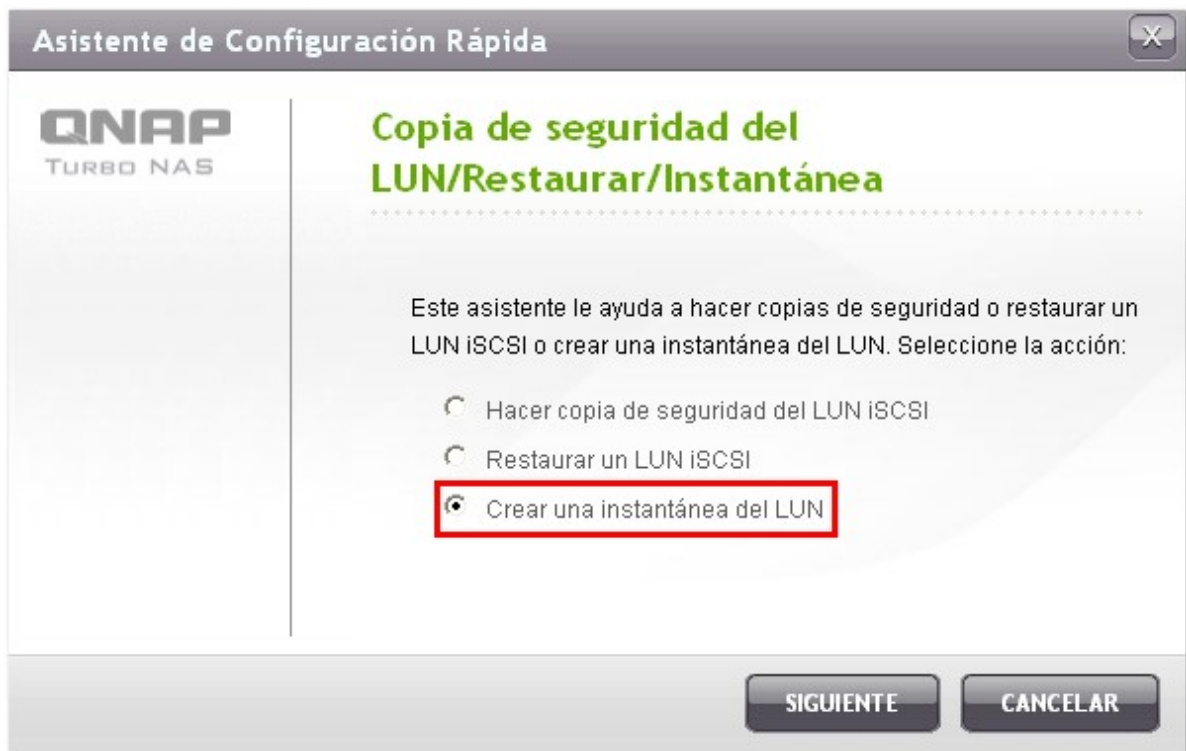 Asistente de Configuración Rápida
X
QNAP
TURBO NAS
Copia de seguridad del
LUN/Restaurar/Instantánea
Este asistente le ayuda a hacer copias de seguridad o restaurar un
LUN iSCSI o crear una instantánea del LUN. Seleccione la acción:
Hacer copia de seguridad del LUN iSCSI
Restaurar un LUN iSCSI
Crear una instantánea del LUN
SIGUIENTE
CANCELAR